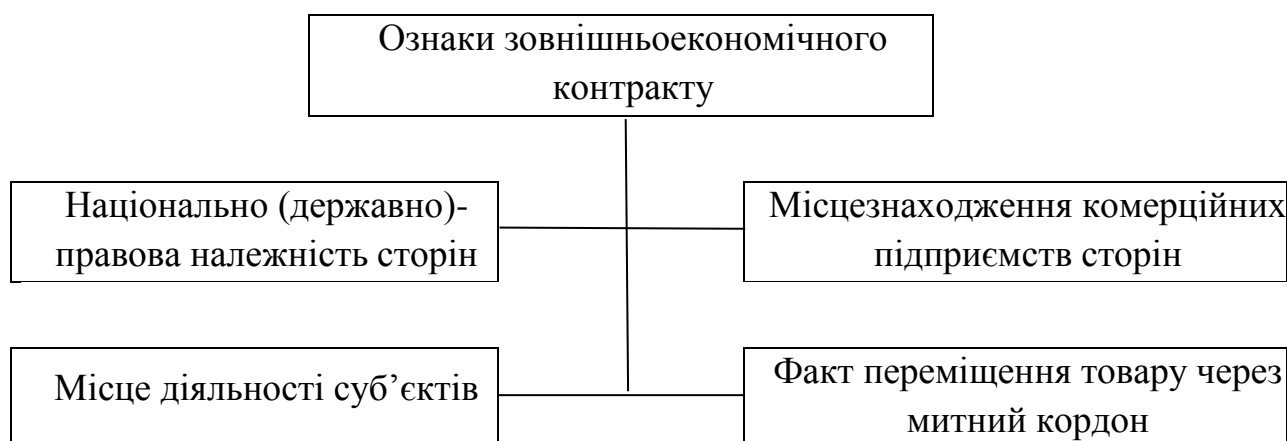 Ознаки зовнішньоекономічного
контракту
Національно (державно)-
правова належність сторін
Місцезнаходження комерційних
підприємств сторін
Місце діяльності суб’єктів
Факт переміщення товару через
митний кордон